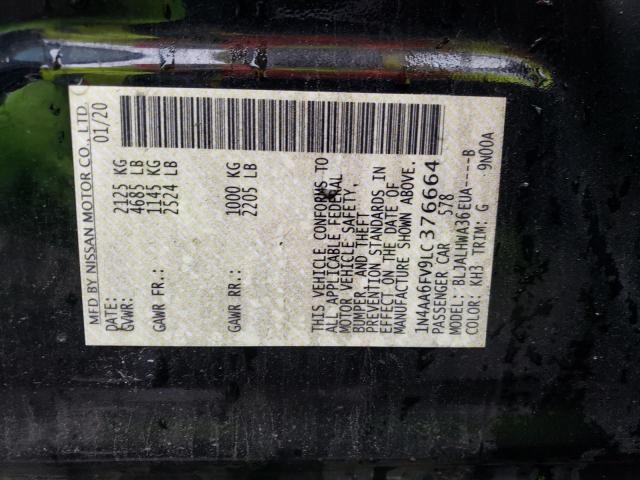 MFD BY NISSAN MOTOR CO., LTD.
DATE: 01/20
GVWR: 2125 KG
4685 LB
GAWR FR.: 1145 KG
2524 LB
GAWR RR.: 1000 KG
2205 LB
THIS VEHICLE CONFORMS TO
ALL APPLICABLE FEDERAL
MOTOR VEHICLE SAFETY,
BUMPER, AND THEFT
PREVENTION STANDARDS IN
EFFECT ON THE DATE OF
MANUFACTURE SHOWN ABOVE.
1N4AA6FV9LC376664
PASSENGER CAR 578
MODEL: BLJALHWA36EUA----B
COLOR: KH3 TRIM: G 9N00A